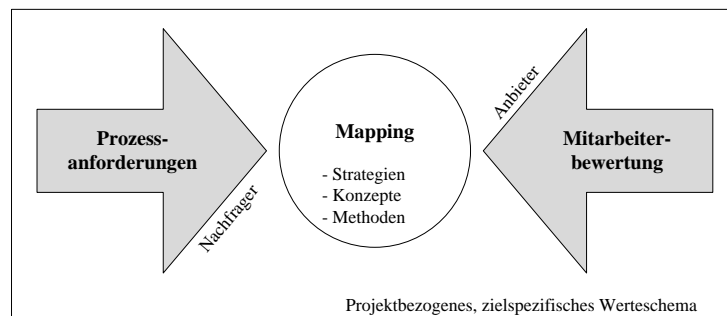 Prozess-
anforderungen
Nachfrager
Mapping
- Strategien
- Konzepte
- Methoden
Anbieter
Mitarbeiter-
bewertung
Projektbezogenes, zielspezifisches Werteschema